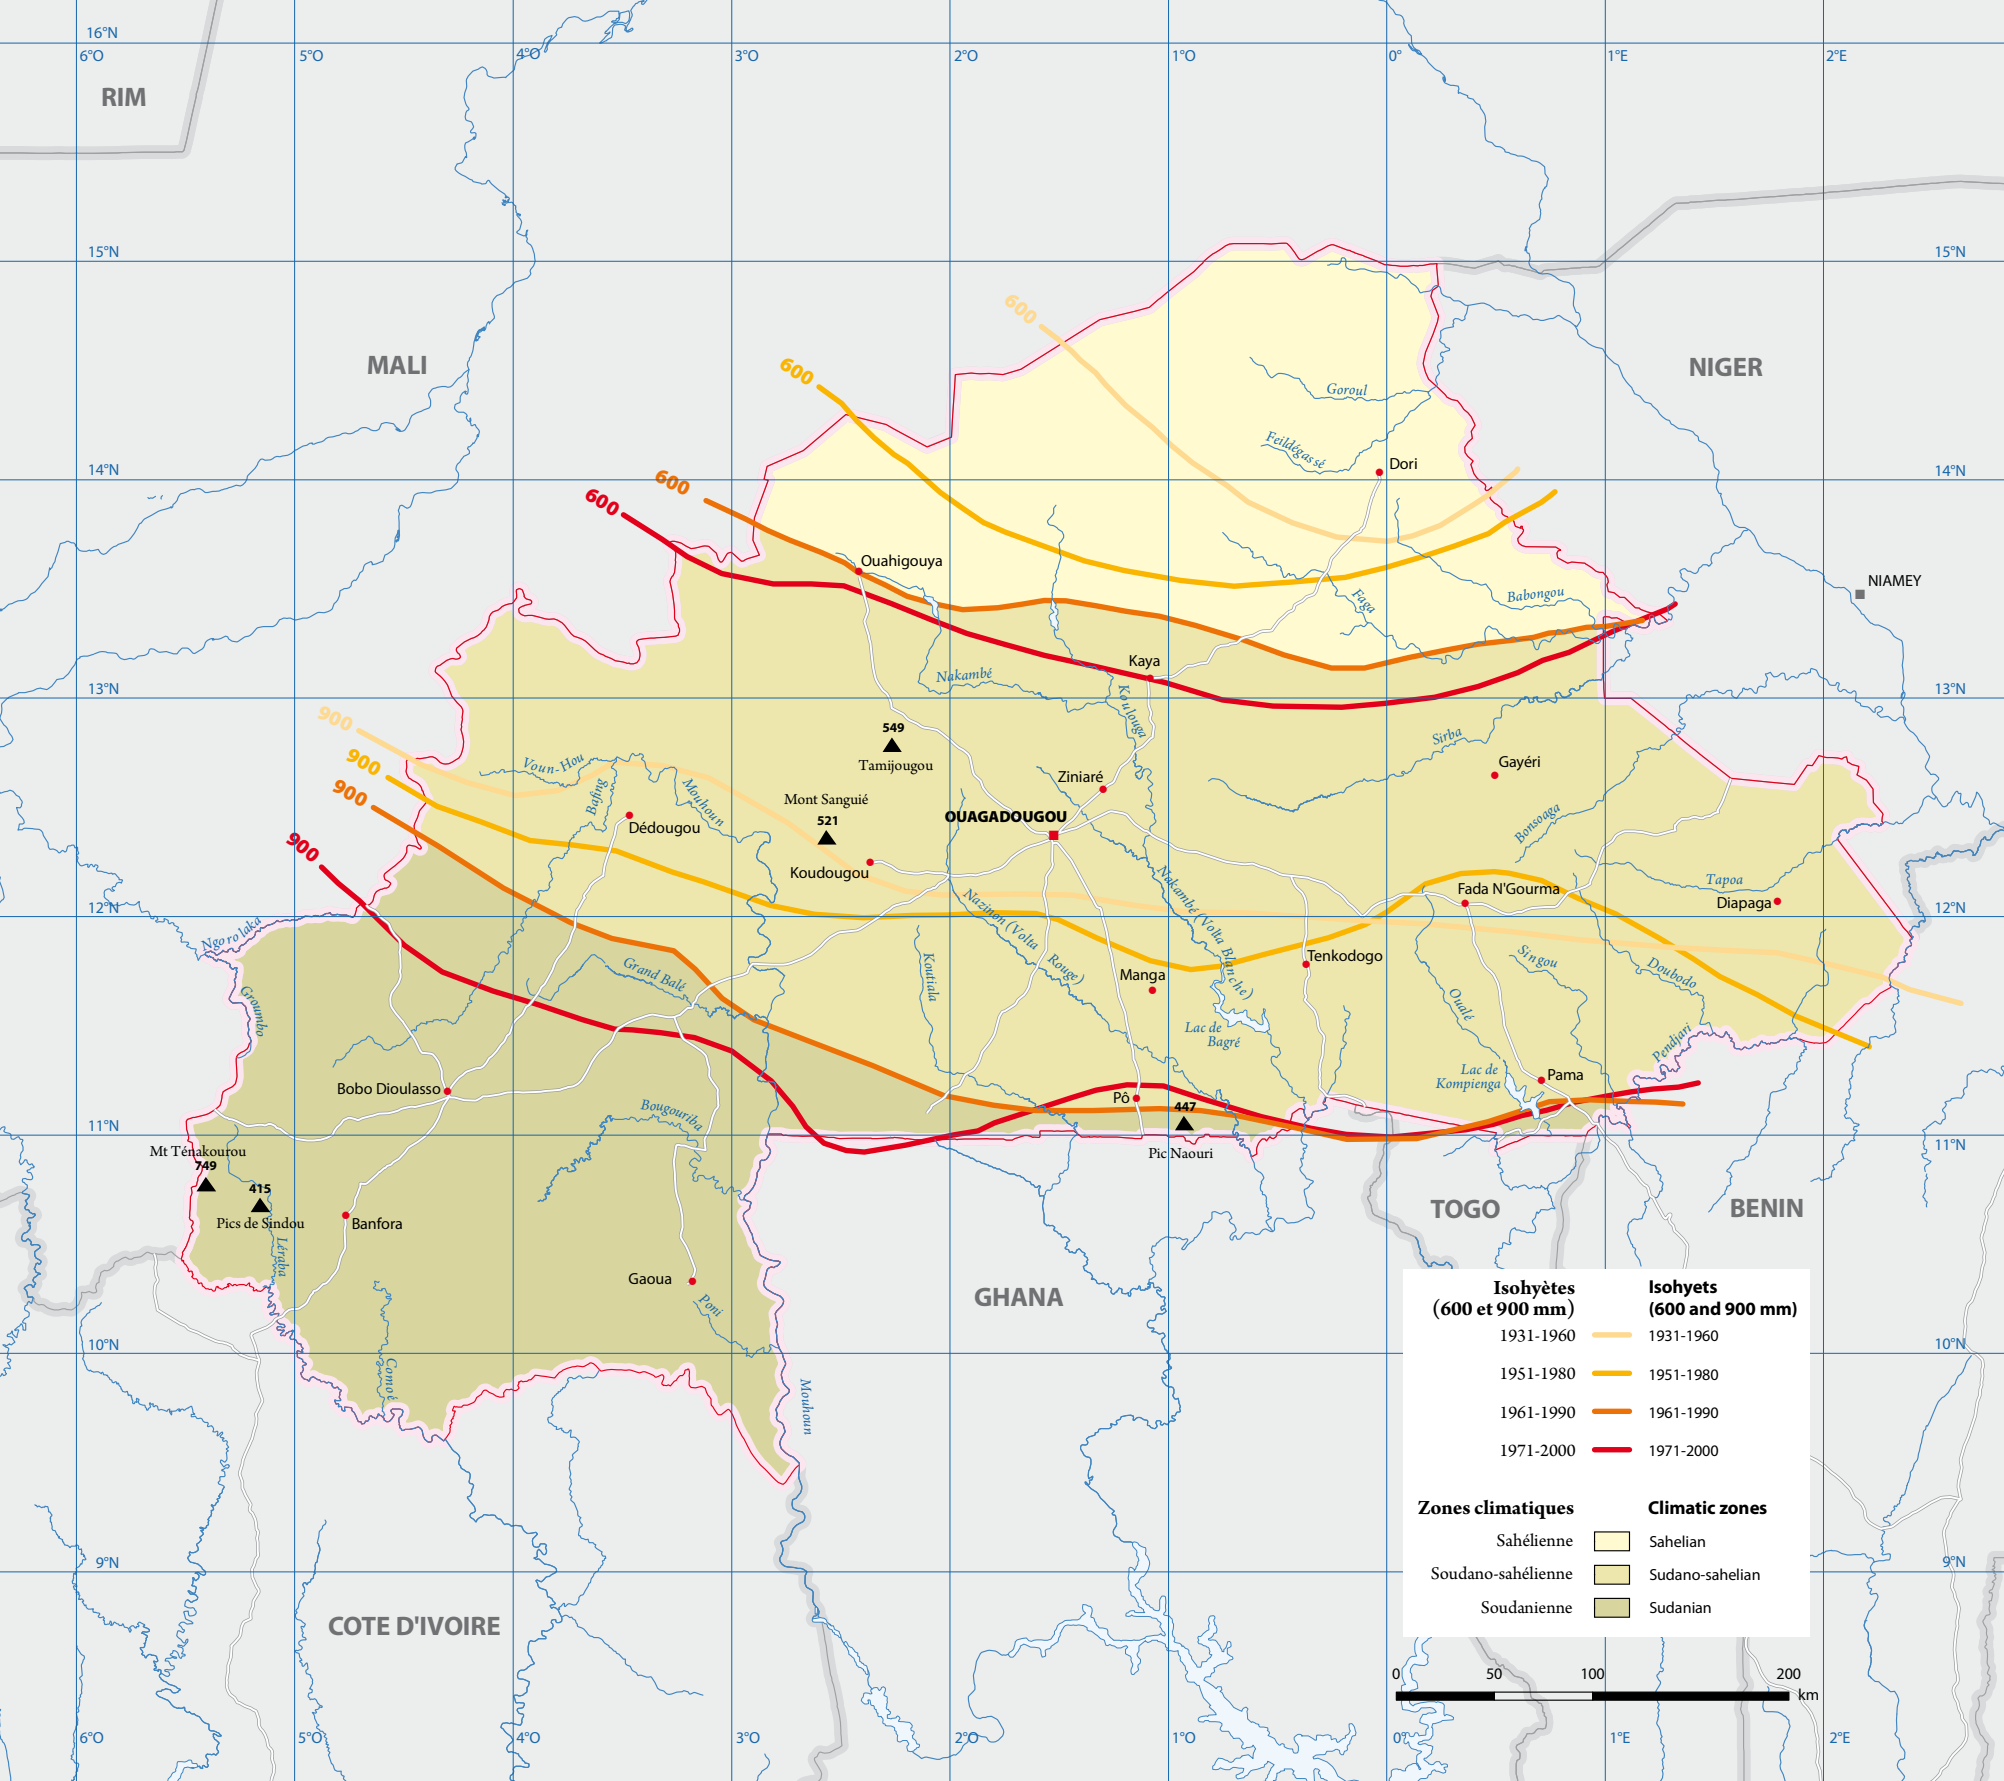 16°N
6°O
5°O
4°O
3°O
2°O
1°O
0°
1°E
2°E
RIM
15°N
15°N
600
MALI
600
NIGER
Goroul
Feildégassé
Dori
14°N
14°N
600
600
Ouahigouya
NIAMEY
Babongou
Faga
Kaya
Nakambé
13°N
13°N
Koulouga
900
549
Tamijougou
Sirba
900
Voun-Hou
Gayéri
Ziniaré
Bafing
Mouhoun
900
Mont Sanguié
521
OUAGADOUGOU
Dédougou
Bonsoaga
900
Koudougou
Tapoa
Fada N'Gourma
Diapaga
12°N
12°N
Nakambé (Volta Blanche)
Nazinon (Volta Rouge)
Ngorolaka
Tenkodogo
Singou
Doubodo
Grand Balé
Koutiala
Manga
Groumbo
Oualé
Lac de
Bagré
Pendjari
Lac de
Kompienga
Pama
Bobo Dioulasso
Pô
447
Bougouriba
11°N
11°N
Mt Ténakourou
749
Pic Naouri
415
Pics de Sindou
Banfora
TOGO
BENIN
Léraba
Gaoua
GHANA
Poni
10°N
10°N
Comoé
Mouhoun
Isohyètes
(600 et 900 mm)
Isohyets
(600 and 900 mm)
1931-1960 1931-1960
1951-1980 1951-1980
1961-1990 1961-1990
1971-2000 1971-2000
Zones climatiques Climatic zones
Sahélienne Sahelian
Soudano-sahélienne Sudano-sahelian
Soudanienne Sudanian
9°N
9°N
COTE D'IVOIRE
0 50 100 200
km
6°O
5°O
4°O
3°O
2°O
1°O
0°
1°E
2°E